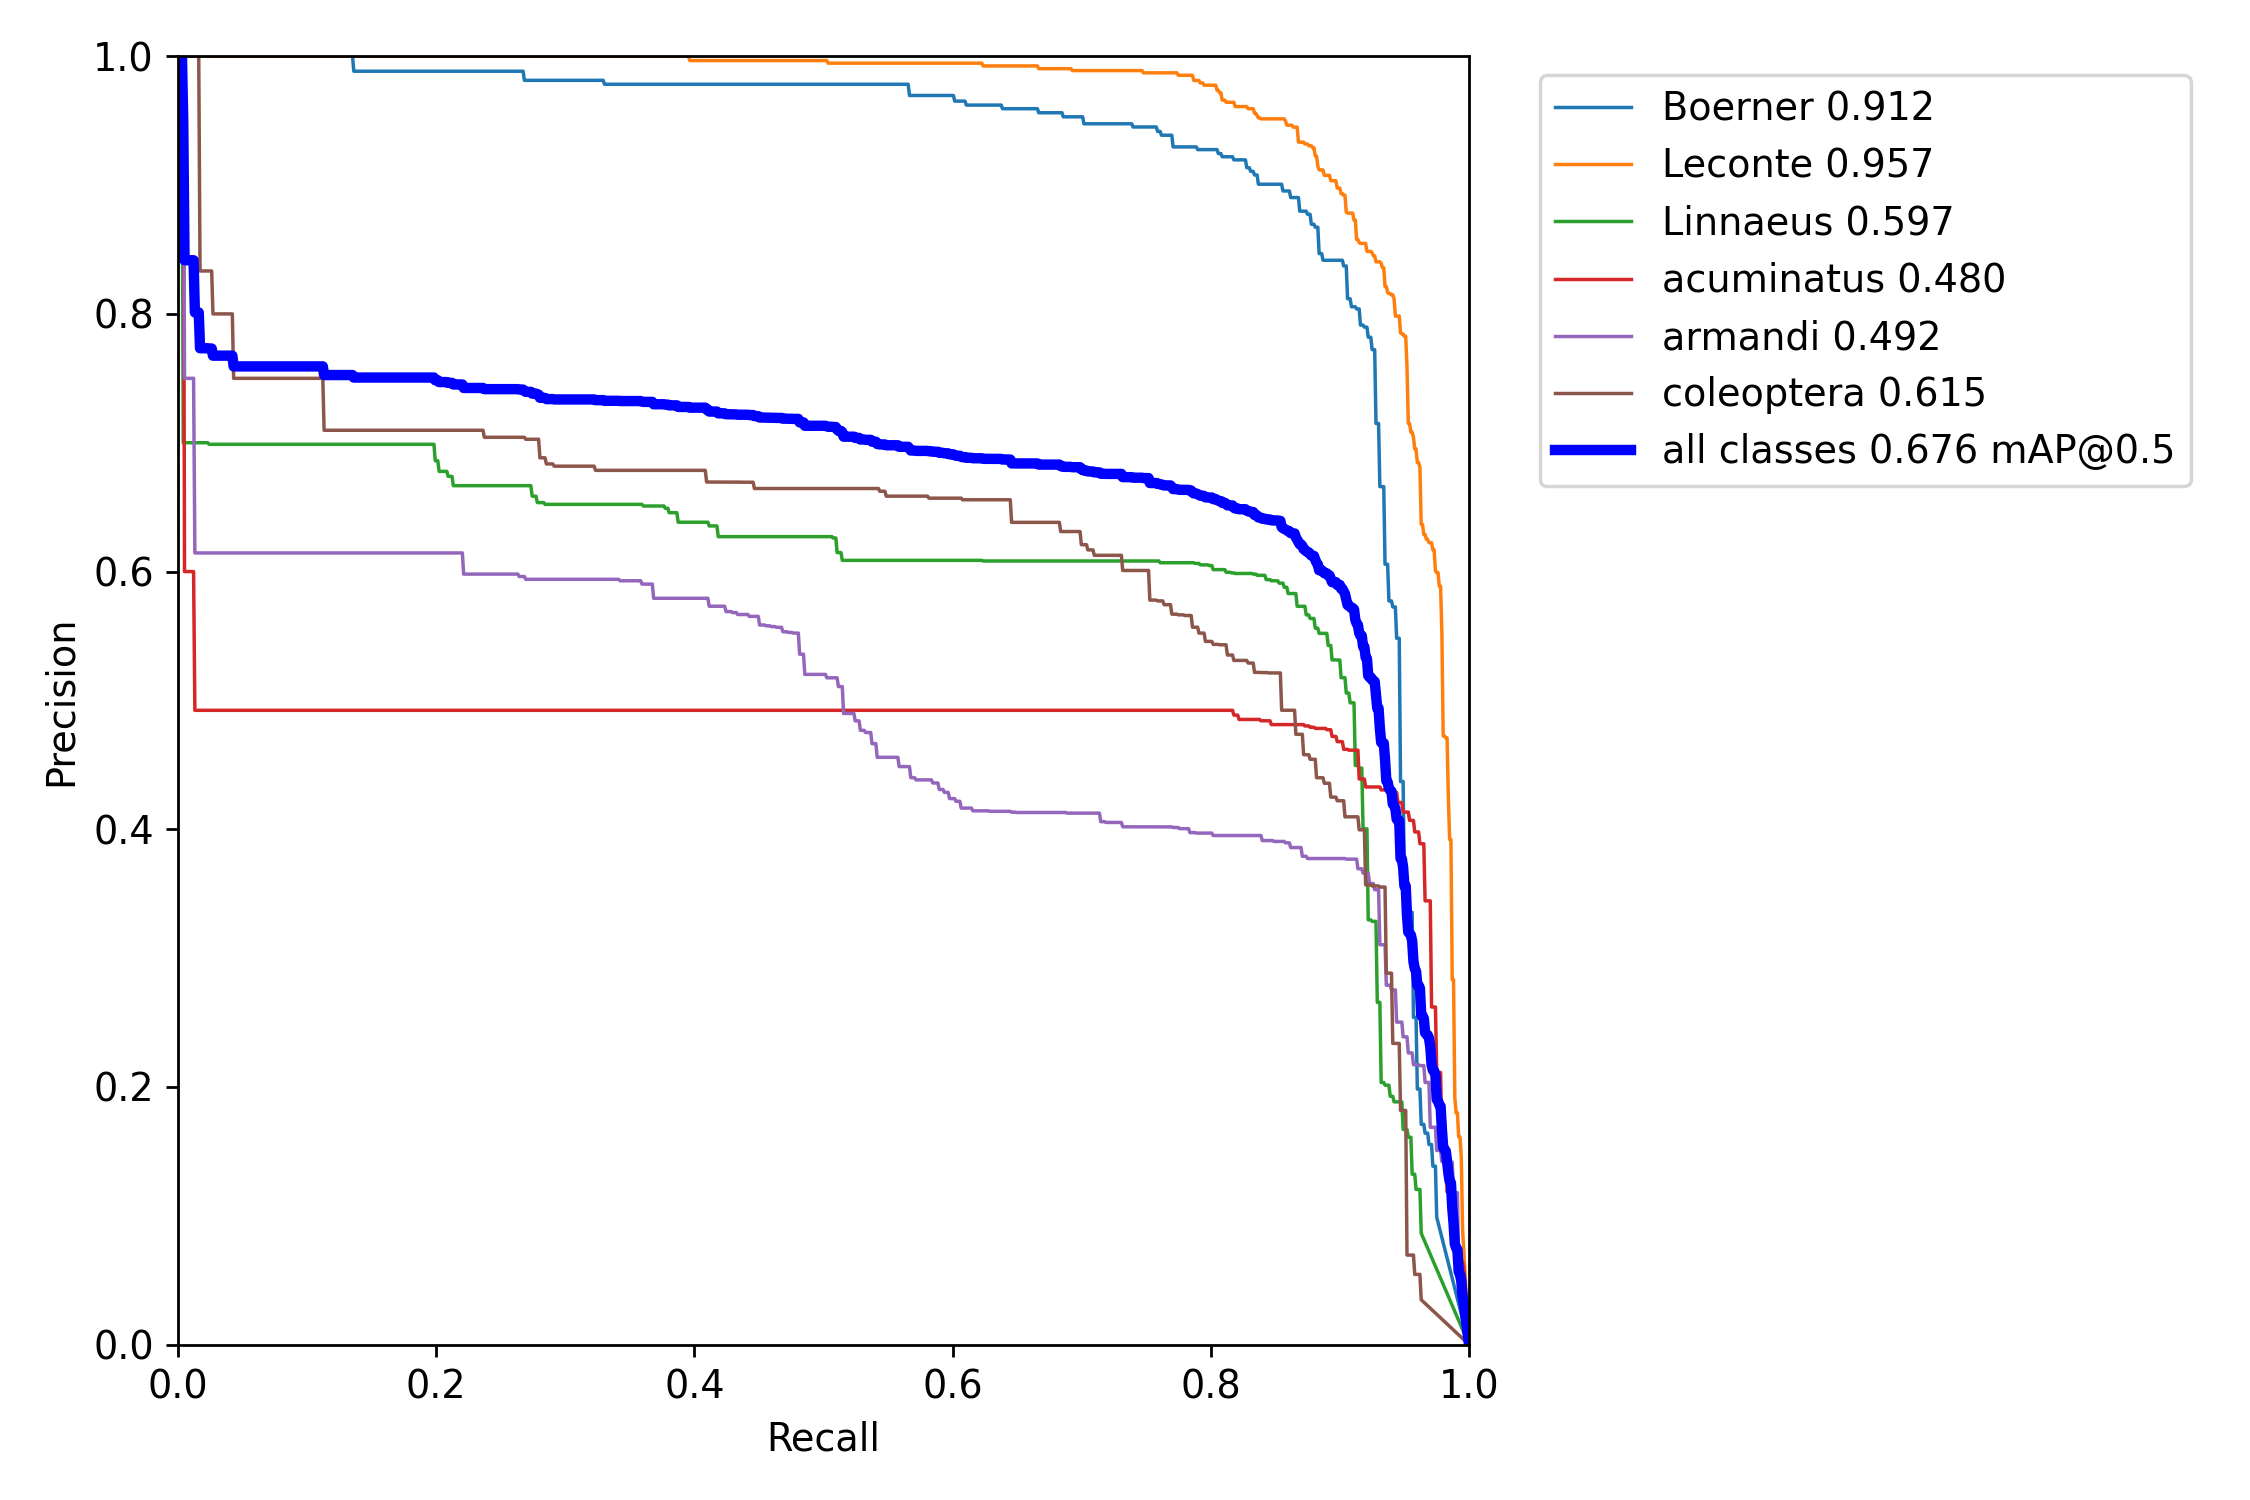 1.0
0.8
0.6
0.4
0.2
0.0
0.0 0.2 0.4 0.6 0.8 1.0
Precision
Recall
Boerner 0.912
Leconte 0.957
Linnaeus 0.597
acuminatus 0.480
armandi 0.492
coleoptera 0.615
all classes 0.676 mAP@0.5